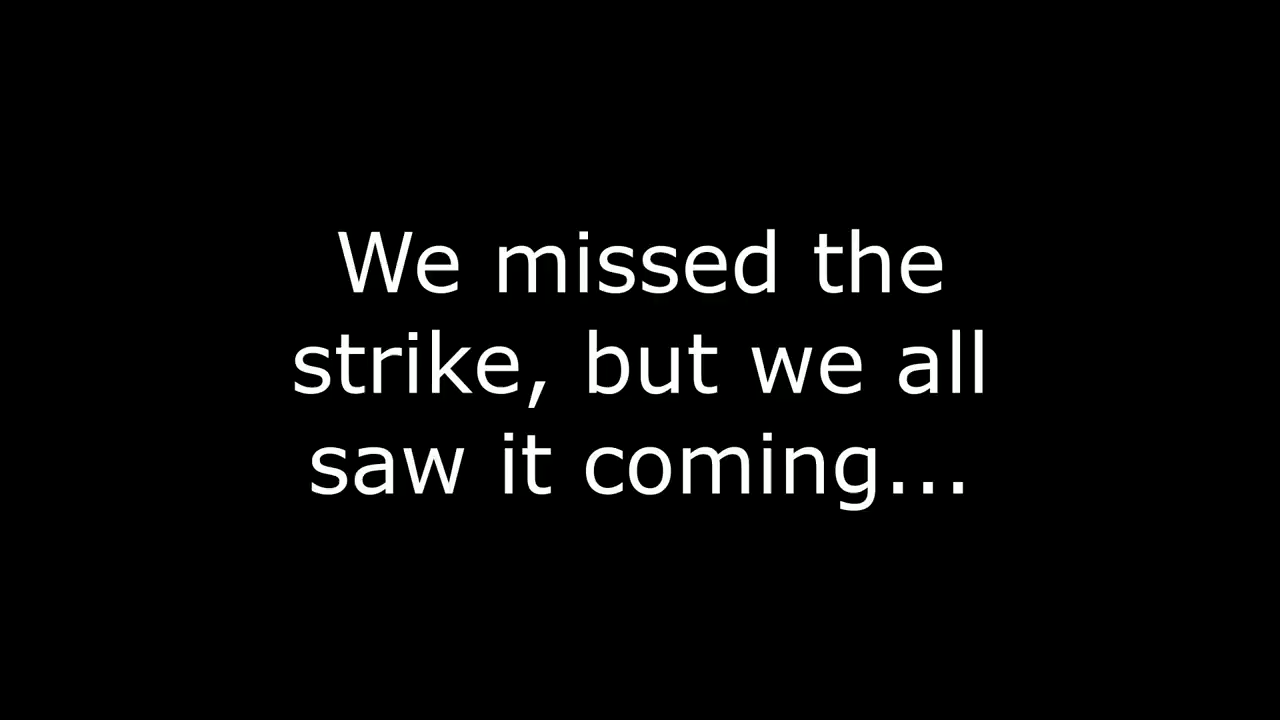 We missed the
strike, but we all
saw it coming...